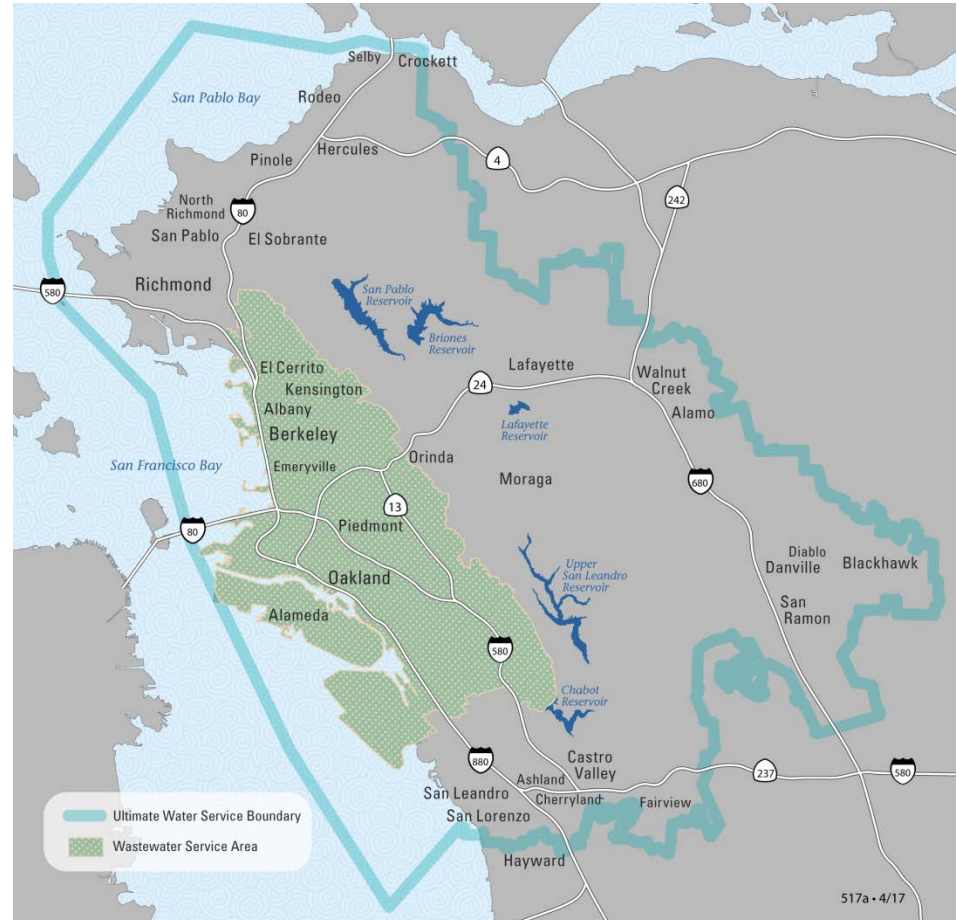 Selby
Crockett
San Pablo Bay
Rodeo
Hercules
4
Pinole
242
North
Richmond
80
San Pablo
El Sobrante
Richmond
580
San Pablo
Reservoir
Briones
Reservoir
El Cerrito
Kensington
Albany
Berkeley
Lafayette
24
Walnut
Creek
Alamo
Lafayette
Reservoir
San Francisco Bay
Emeryville
Orinda
Moraga
680
13
80
Piedmont
Oakland
Alameda
Upper
San Leandro
Reservoir
Diablo
Danville
Blackhawk
San
Ramon
580
Chabot
Reservoir
880
Castro
Valley
237
580
Ashland
San Leandro
Cherryland
Fairview
San Lorenzo
Hayward
Ultimate Water Service Boundary
Wastewater Service Area
517a • 4/17